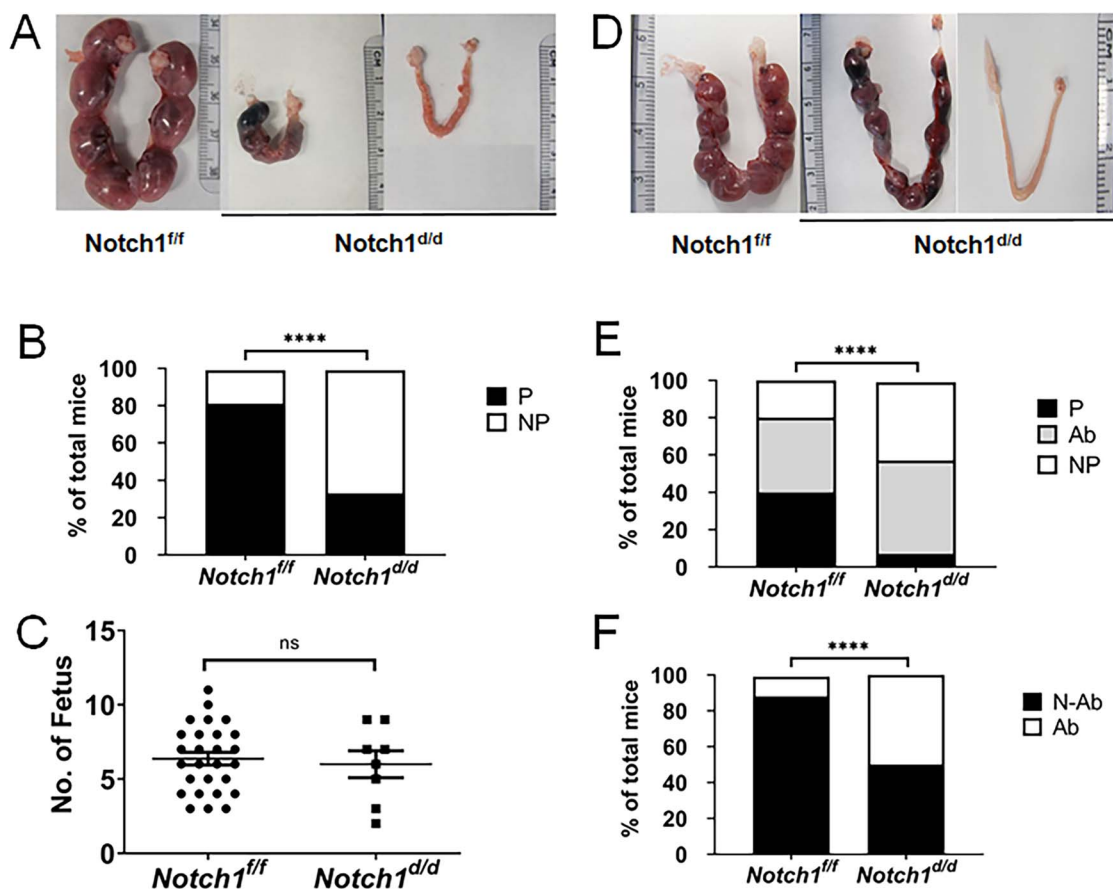 A
Notch1f/f
Notch1d/d
D
Notch1f/f
Notch1d/d
B
****
100
80
60
40
20
0
% of total mice
P
NP
Notch1f/f
Notch1d/d
E
****
100
80
60
40
20
0
% of total mice
P
Ab
NP
Notch1f/f
Notch1d/d
C
ns
15
10
5
0
No. of Fetus
Notch1f/f
Notch1d/d
F
****
100
80
60
40
20
0
% of total mice
N-Ab
Ab
Notch1f/f
Notch1d/d